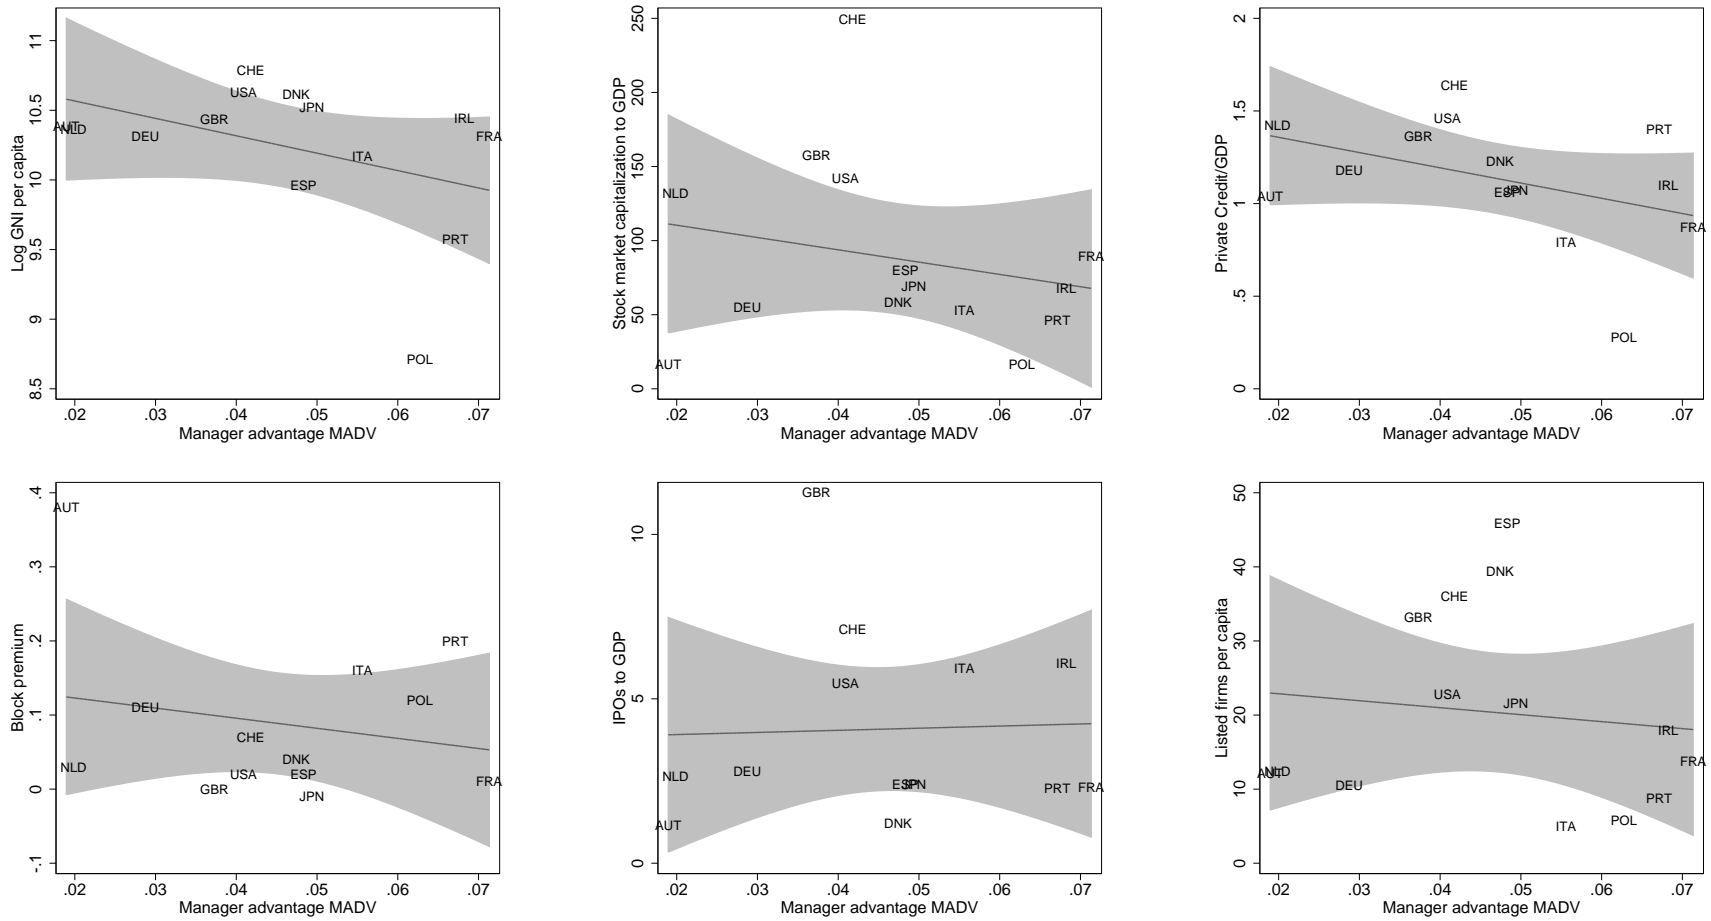 Log GNI per capita
8.5 9 9.5 10 10.5 11
AUT NLD DEU GBR CHE USA DNK JPN ESP ITA POL PRT IRL FRA
.02 .03 .04 .05 .06 .07
Manager advantage MADV
Stock market capitalization to GDP
0 50 100 150 200 250
AUT NLD DEU GBR CHE USA DNK JPN ESP ITA POL PRT IRL FRA
.02 .03 .04 .05 .06 .07
Manager advantage MADV
Private Credit/GDP
0 .5 1 1.5 2
AUT NLD DEU GBR CHE USA DNK JPN ESP ITA POL PRT IRL FRA
.02 .03 .04 .05 .06 .07
Manager advantage MADV
Block premium
-.1 0 .1 .2 .3 .4
AUT NLD DEU GBR CHE USA DNK JPN ESP ITA POL PRT FRA
.02 .03 .04 .05 .06 .07
Manager advantage MADV
IPOs to GDP
0 5 10
AUT NLD DEU GBR CHE USA DNK JPN ESP ITA PRT IRL FRA
.02 .03 .04 .05 .06 .07
Manager advantage MADV
Listed firms per capita
0 10 20 30 40 50
AUT NLD DEU GBR CHE USA DNK JPN ESP ITA POL PRT IRL FRA
.02 .03 .04 .05 .06 .07
Manager advantage MADV